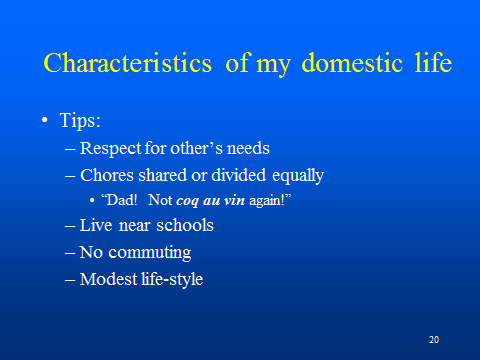 Characteristics of my domestic life
• Tips:
– Respect for other’s needs
– Chores shared or divided equally
• “Dad! Not coq au vin again!”
– Live near schools
– No commuting
– Modest life-style
20